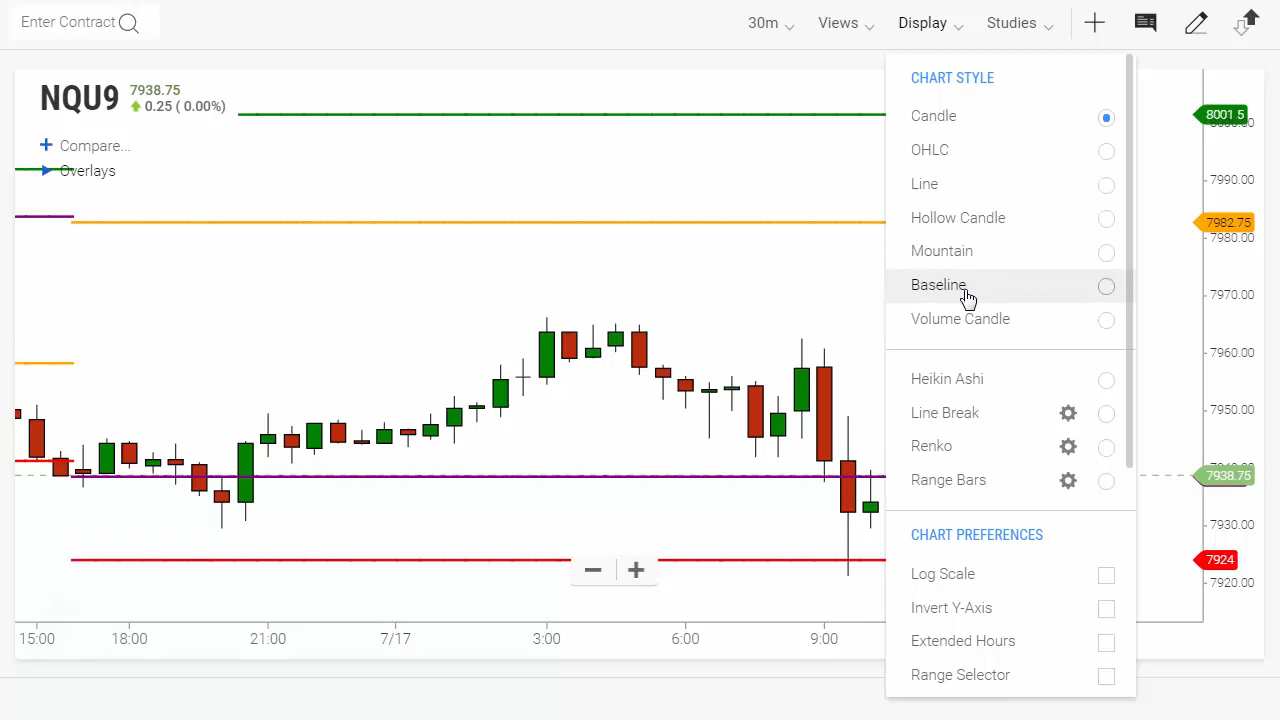 Enter Contract
30m
Views
Display
Studies
NQU9
7938.75
0.25 ( 0.00%)
Compare...
Overlays
CHART STYLE
Candle
OHLC
Line
Hollow Candle
Mountain
Baseline
Volume Candle
Heikin Ashi
Line Break
Renko
Range Bars
CHART PREFERENCES
Log Scale
Invert Y-Axis
Extended Hours
Range Selector
8001.5
7990.00
7982.75
7980.00
7970.00
7960.00
7950.00
7938.75
7930.00
7924
7920.00
15:00
18:00
21:00
7/17
3:00
6:00
9:00